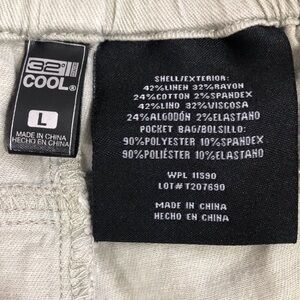 32°
COOL®
L
MADE IN CHINA
HECHO EN CHINA
SHELL/EXTERIOR:
42%LINEN 32%RAYON
24%COTTON 2%SPANDEX
42%LINO 32%VISCOSA
24%ALGODÓN 2%ELASTANO
POCKET BAG/BOLSILLO:
90%POLYESTER 10%SPANDEX
90%POLIÉSTER 10%ELASTANO
WPL 11590
LOT# T207690
MADE IN CHINA
HECHO EN CHINA